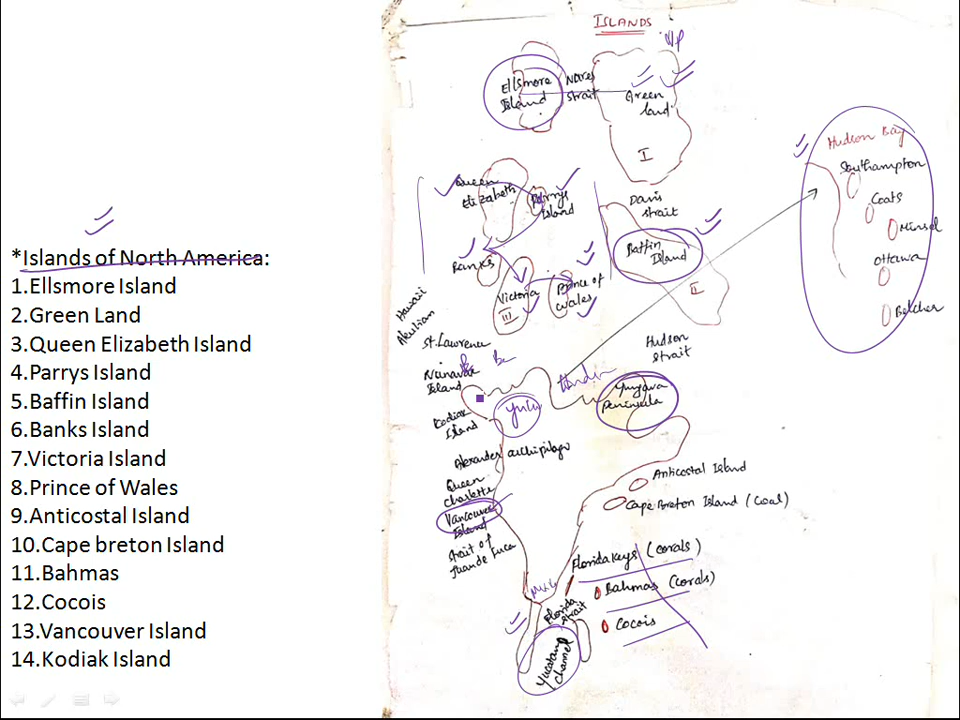 *Islands of North America:
1.Ellsmore Island
2.Green Land
3.Queen Elizabeth Island
4.Parrys Island
5.Baffin Island
6.Banks Island
7.Victoria Island
8.Prince of Wales
9.Anticostal Island
10.Cape breton Island
11.Bahmas
12.Cocois
13.Vancouver Island
14.Kodiak Island
ISLANDS
Ellsmore
Island
Nares
strait
Green
land
I
Queen
Elizabeth
Parrys
Island
Davis
strait
Baffin
Island
II
Banks
Victoria
III
Prince of
Wales
Hawaii
Aleutian
St.Lawrence
Nunavak
Island
Hudson
strait
Kodiak
Island
Peninsula
Alexander archipelago
Queen
Charlotte
Vancouver
Island
strait of
Juande Fuca
Anticostal Island
Cape Breton Island (coal)
Florida Keys (corals)
Bahmas (corals)
Cocois
Florida
strait
Yucatan
channel
Hudson Bay
Southampton
Coats
Mansel
ottawa
Belcher